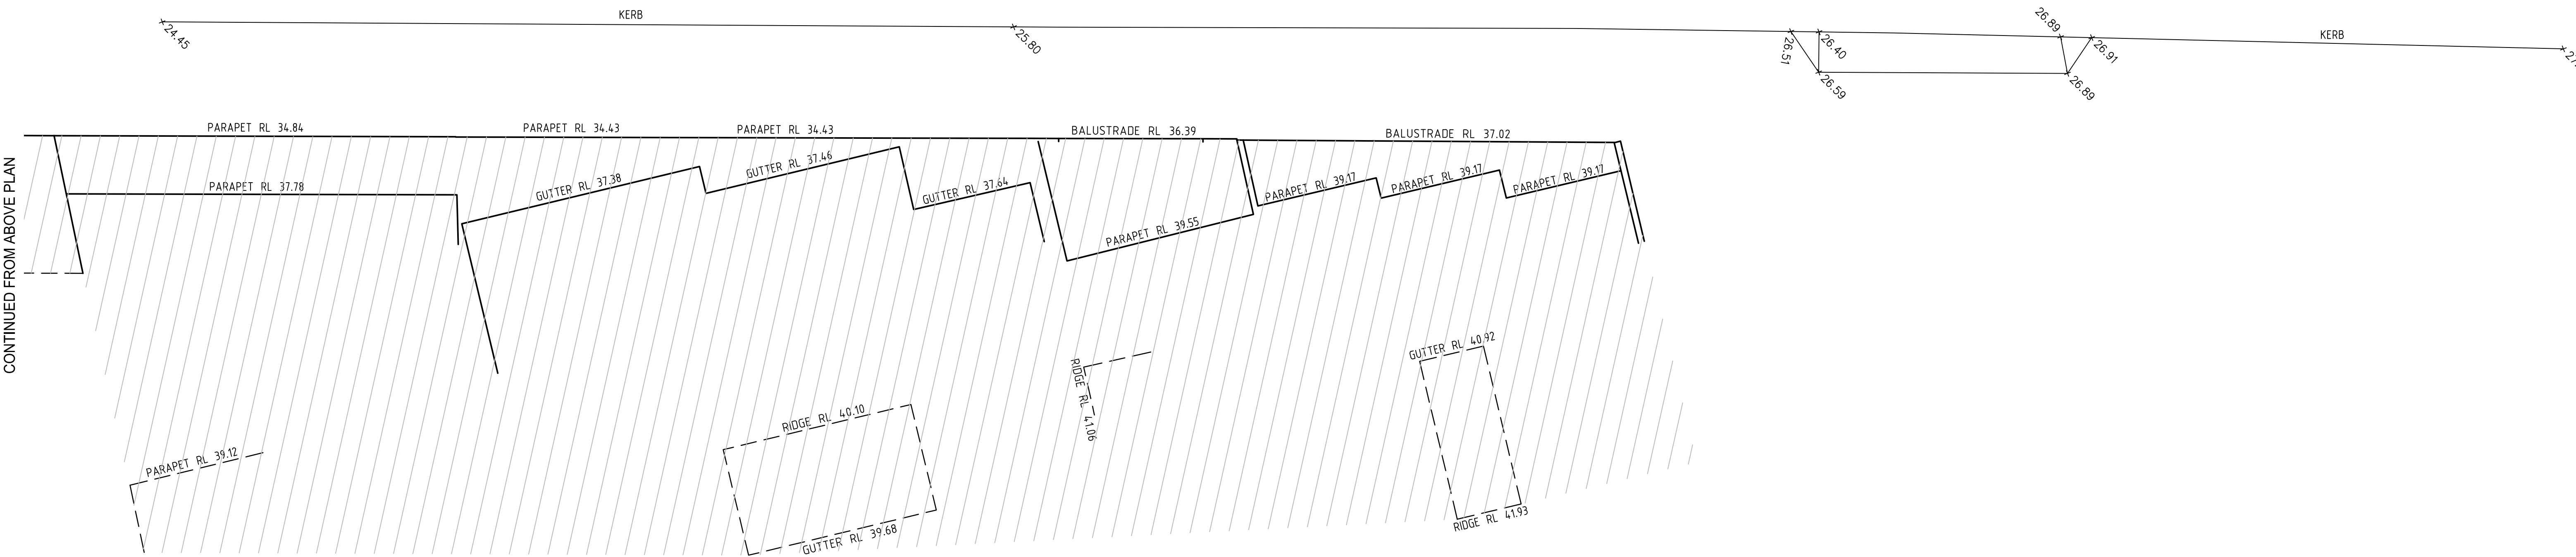 KERB
24.45
25.80
26.51
26.40
26.59
26.89
26.91
26.89
KERB
CONTINUED FROM ABOVE PLAN
PARAPET RL 34.84
PARAPET RL 34.43
PARAPET RL 34.43
BALUSTRADE RL 36.39
BALUSTRADE RL 37.02
PARAPET RL 37.78
GUTTER RL 37.38
GUTTER RL 37.46
GUTTER RL 37.64
PARAPET RL 39.55
PARAPET RL 39.17
PARAPET RL 39.17
PARAPET RL 39.17
PARAPET RL 39.12
RIDGE RL 40.10
GUTTER RL 39.68
RIDGE RL 41.06
GUTTER RL 40.92
RIDGE RL 41.93